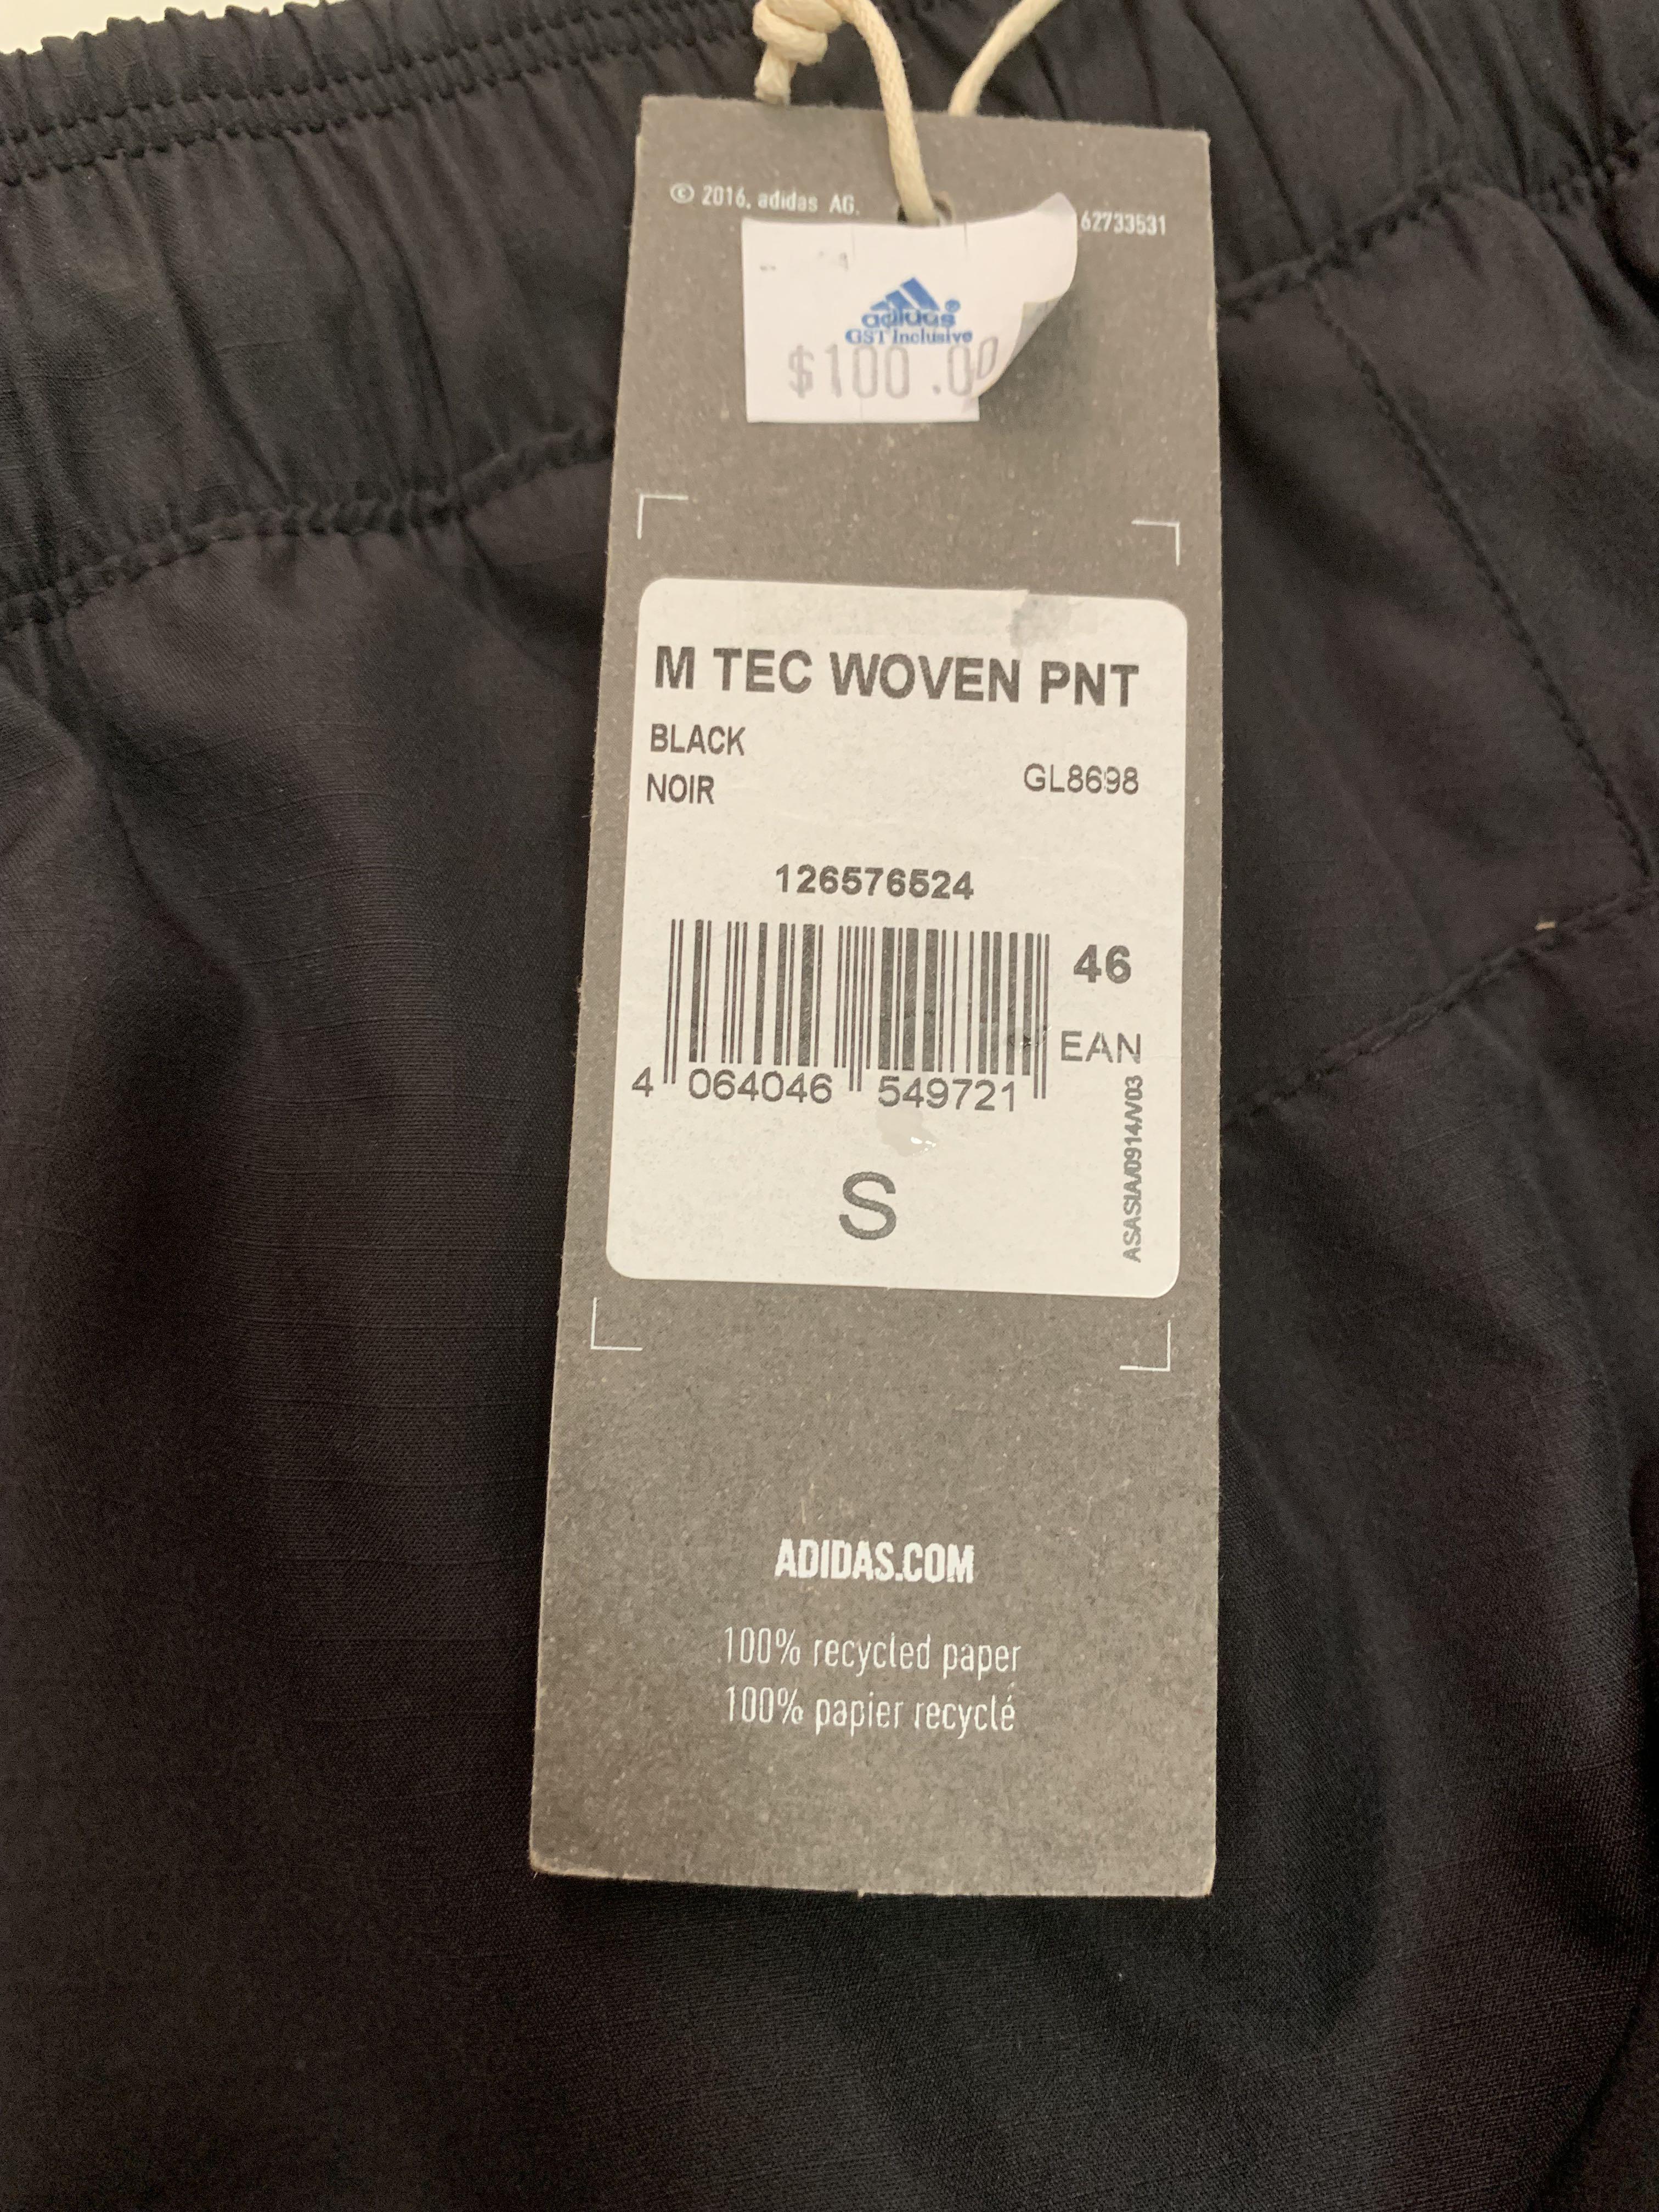 © 2016, adidas AG.
62733531
adidas®
GST Inclusive
$100.00
M TEC WOVEN PNT
BLACK
NOIR
GL8698
126576524
46
EAN
4 064046 549721
ASASIA/0914/V03
S
ADIDAS.COM
100% recycled paper
100% papier recyclé